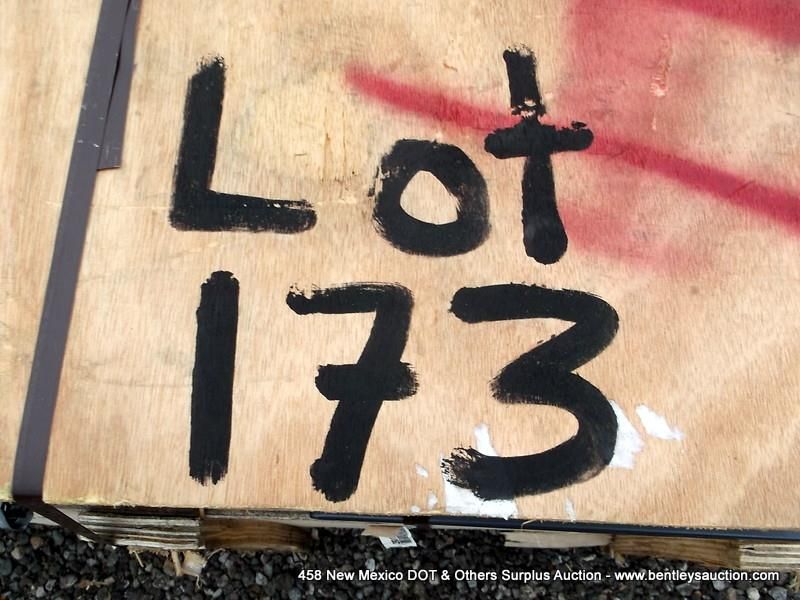 Lot
173
458 New Mexico DOT & Others Surplus Auction - www.bentleysauction.com